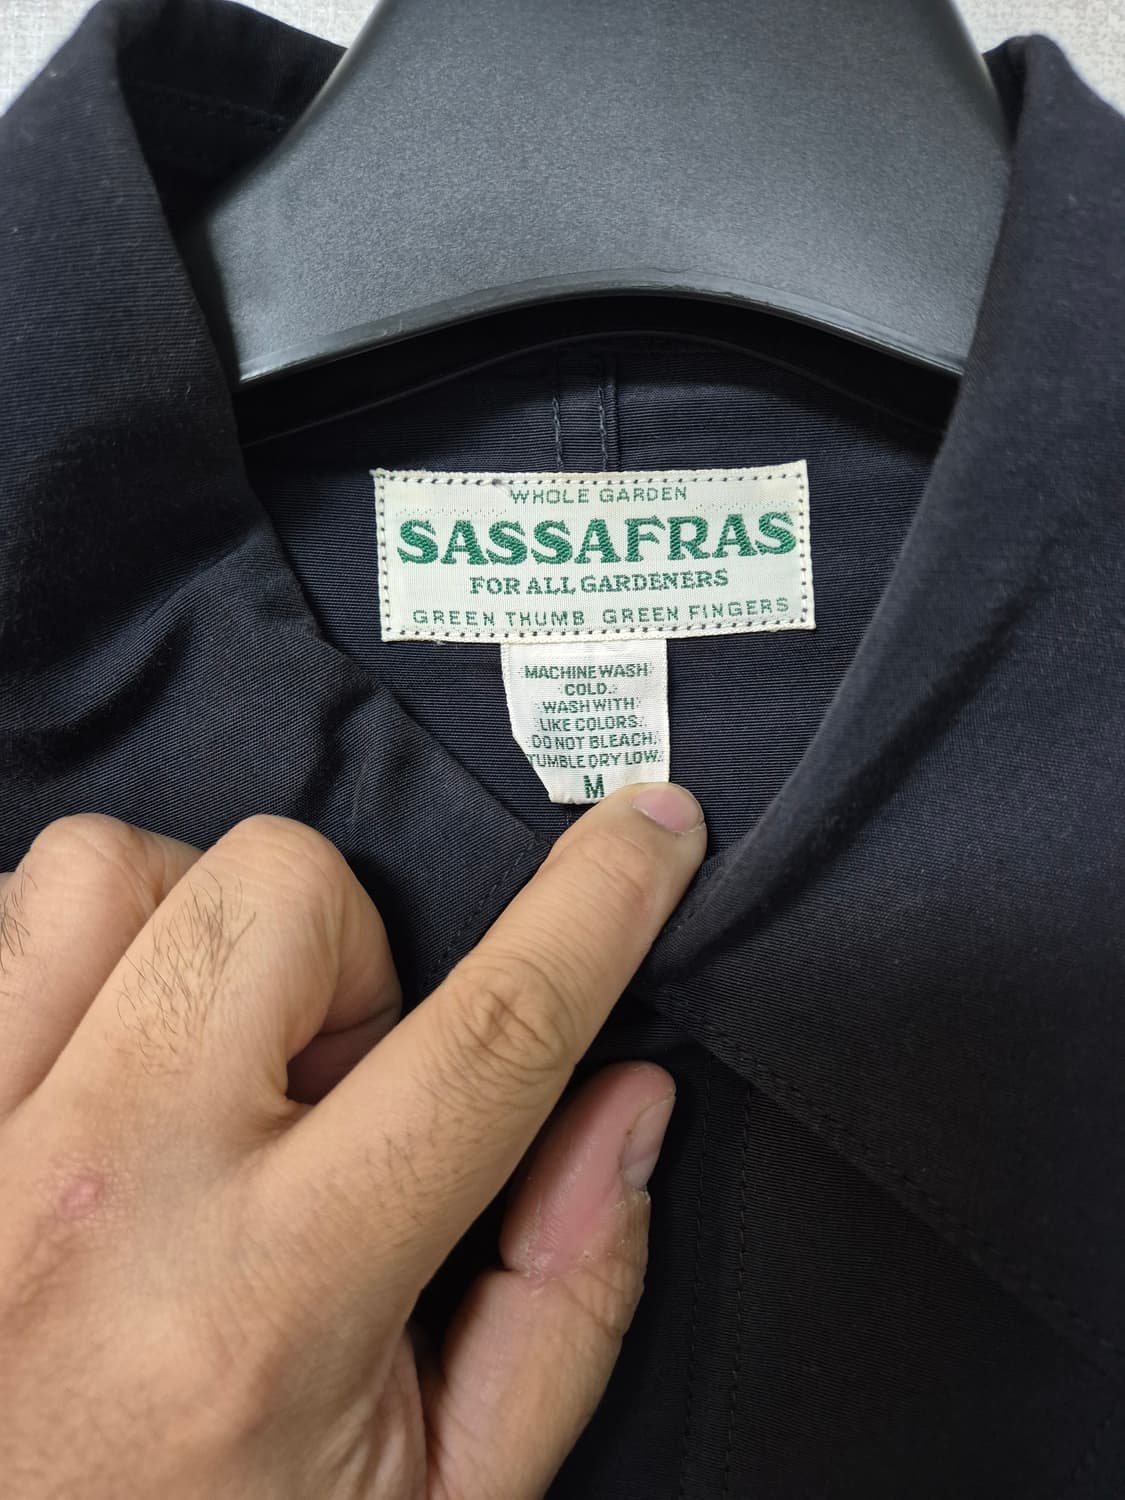 WHOLE GARDEN
SASSAFRAS
FOR ALL GARDENERS
GREEN THUMB GREEN FINGERS
MACHINE WASH
COLD.
WASH WITH
LIKE COLORS.
DO NOT BLEACH.
TUMBLE DRY LOW.
M